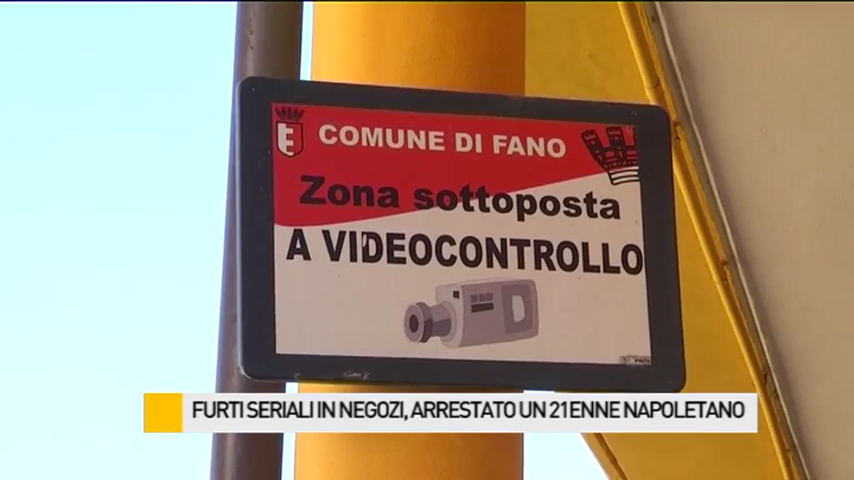 COMUNE DI FANO
Zona sottoposta
A VIDEOCONTROLLO
FURTI SERIALI IN NEGOZI, ARRESTATO UN 21ENNE NAPOLETANO